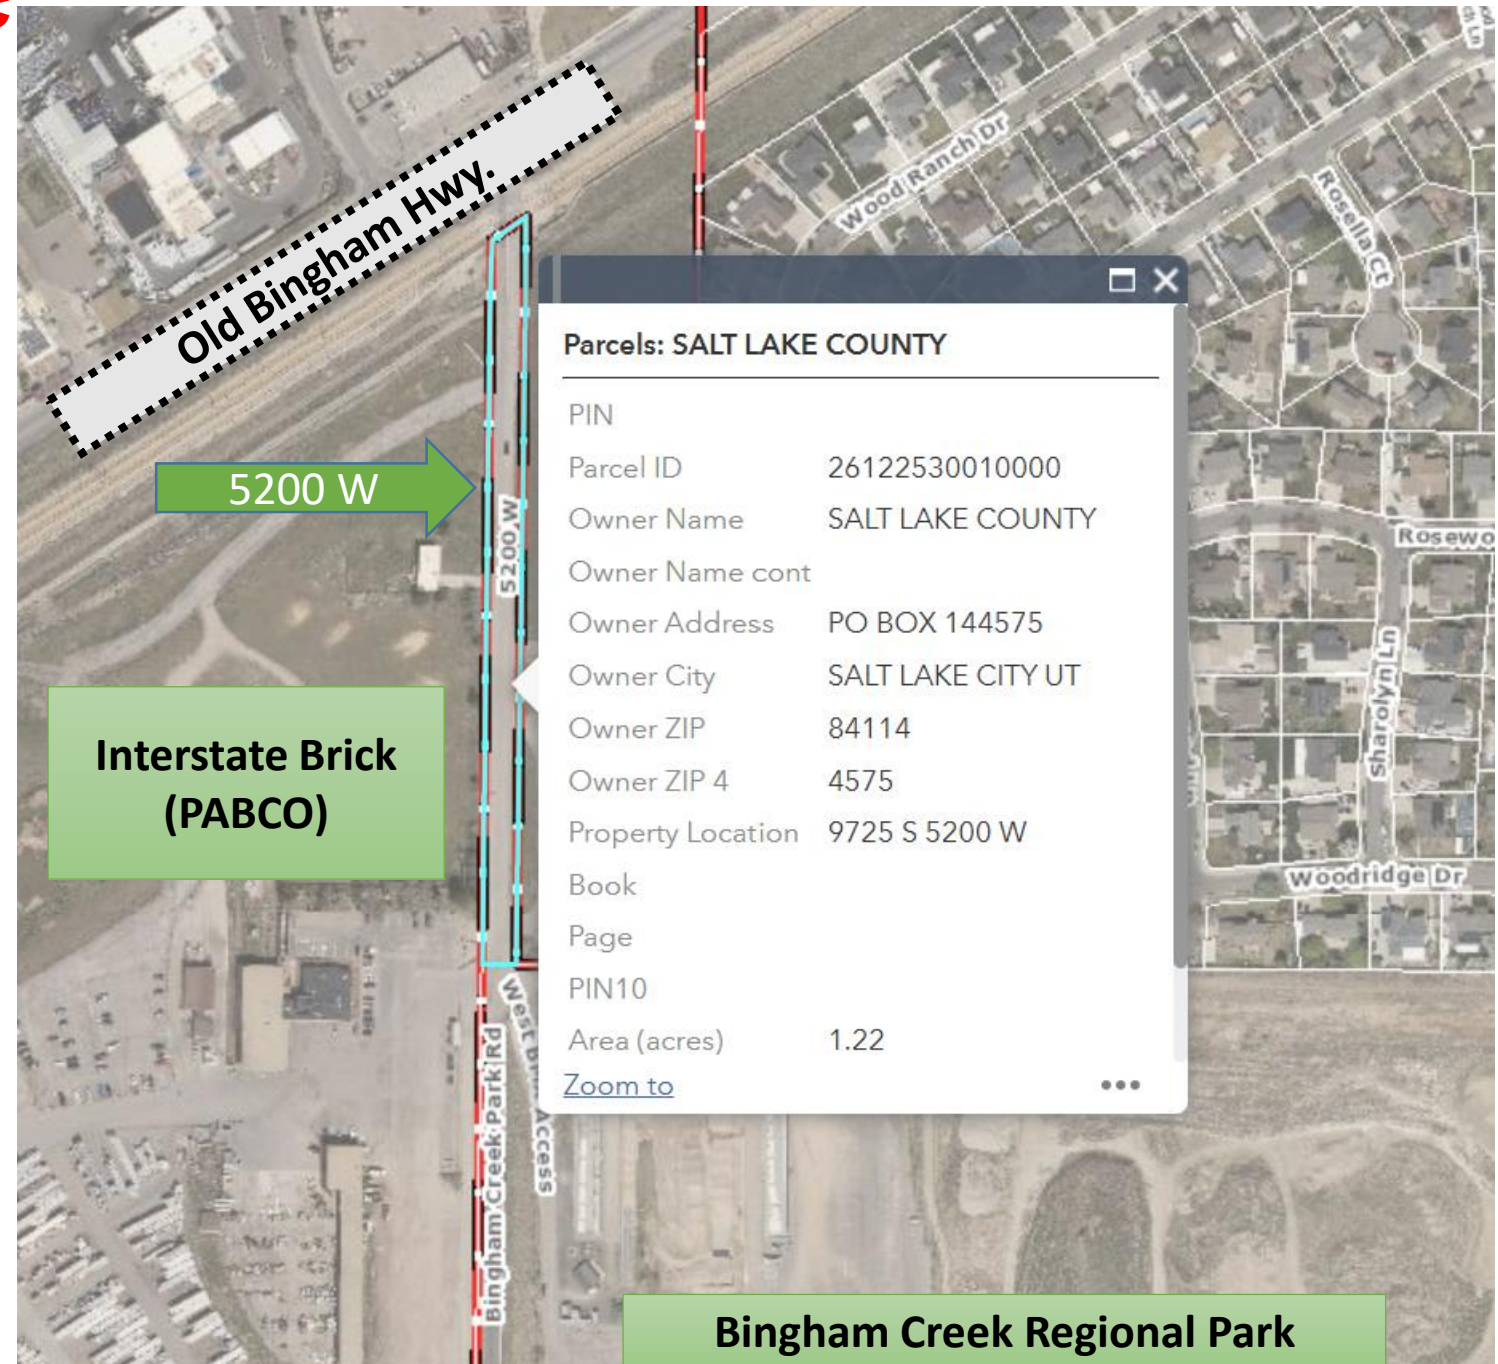 Old Bingham Hwy.
Wood Ranch Dr
Rosella Ct
Parcels: SALT LAKE COUNTY
PIN
Parcel ID 26122530010000
Owner Name SALT LAKE COUNTY
Owner Name cont
Owner Address PO BOX 144575
Owner City SALT LAKE CITY UT
Owner ZIP 84114
Owner ZIP 4 4575
Property Location 9725 S 5200 W
Book
Page
PIN10
Area (acres) 1.22
Zoom to
5200 W
5200 W
Rosewo
Sharolyn Ln
Interstate Brick
(PABCO)
Woodridge Dr
West
Access
Bingham Creek Park Rd
Bingham Creek Regional Park